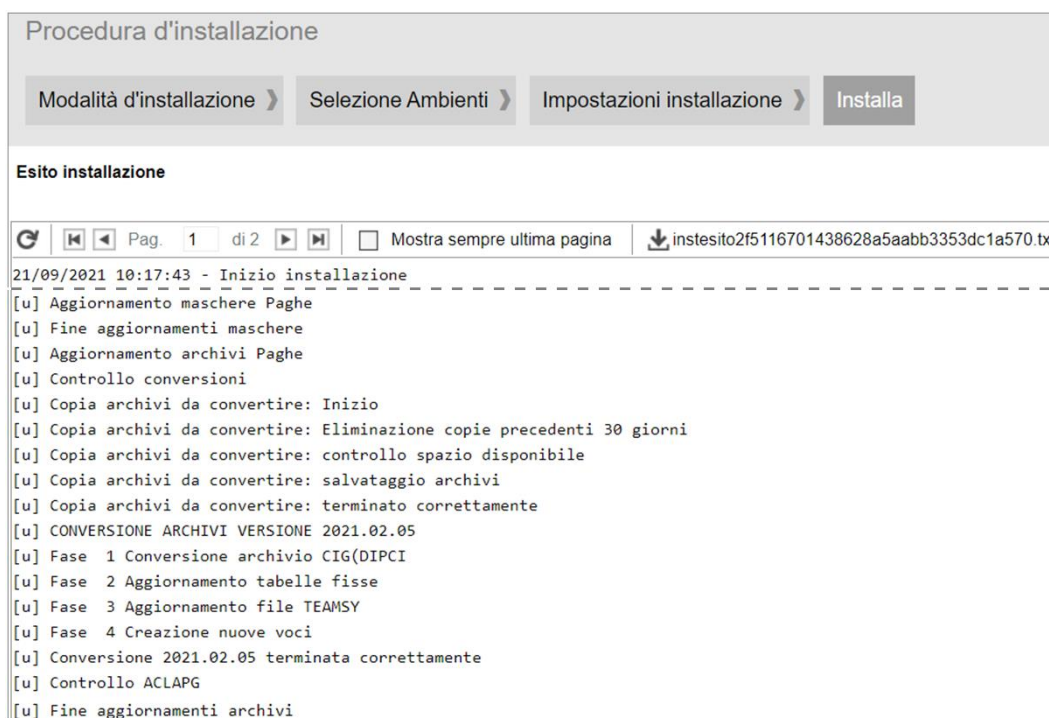 Procedura d'installazione
Modalità d'installazione ❱ Selezione Ambienti ❱ Impostazioni installazione ❱ Installa
Esito installazione
Pag. 1 di 2 Mostra sempre ultima pagina instesito2f5116701438628a5aabb3353dc1a570.tx
21/09/2021 10:17:43 - Inizio installazione
[u] Aggiornamento maschere Paghe
[u] Fine aggiornamenti maschere
[u] Aggiornamento archivi Paghe
[u] Controllo conversioni
[u] Copia archivi da convertire: Inizio
[u] Copia archivi da convertire: Eliminazione copie precedenti 30 giorni
[u] Copia archivi da convertire: controllo spazio disponibile
[u] Copia archivi da convertire: salvataggio archivi
[u] Copia archivi da convertire: terminato correttamente
[u] CONVERSIONE ARCHIVI VERSIONE 2021.02.05
[u] Fase  1 Conversione archivio CIG(DIPCI
[u] Fase  2 Aggiornamento tabelle fisse
[u] Fase  3 Aggiornamento file TEAMSY
[u] Fase  4 Creazione nuove voci
[u] Conversione 2021.02.05 terminata correttamente
[u] Controllo ACLAPG
[u] Fine aggiornamenti archivi